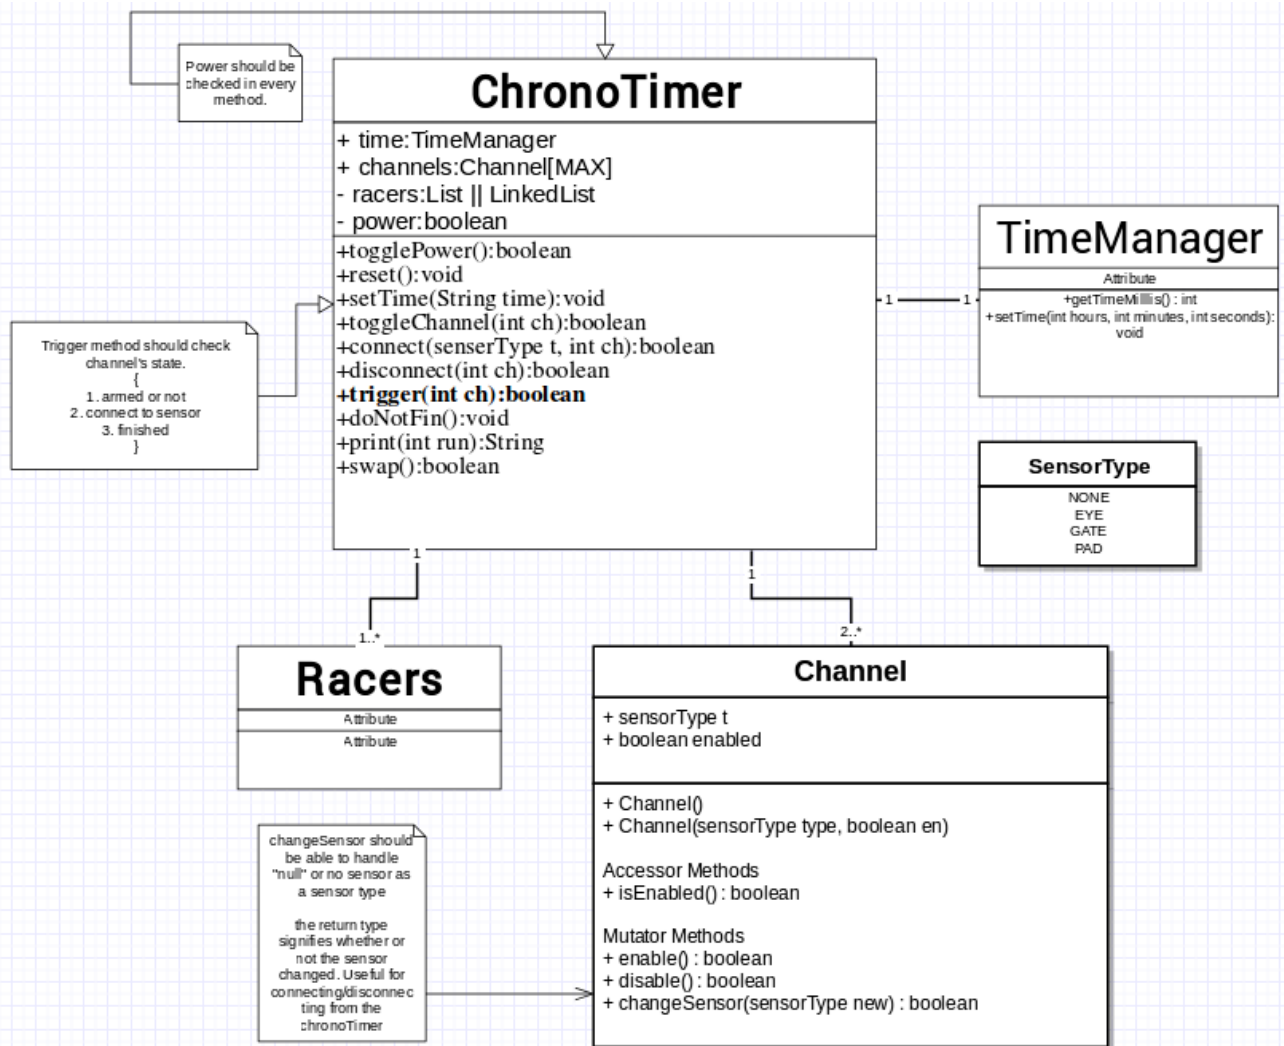 Power should be
checked in every
method.
ChronoTimer
+ time:TimeManager
+ channels:Channel[MAX]
- racers:List || LinkedList
- power:boolean
+togglePower():boolean
+reset():void
+setTime(String time):void
+toggleChannel(int ch):boolean
+connect(senserType t, int ch):boolean
+disconnect(int ch):boolean
+trigger(int ch):boolean
+doNotFin():void
+print(int run):String
+swap():boolean
Trigger method should check
channel's state.
{
1. armed or not
2. connect to sensor
3. finished
}
1
1
TimeManager
Attribute
+getTimeMillis() : int
+setTime(int hours, int minutes, int seconds):
void
SensorType
NONE
EYE
GATE
PAD
1
1..*
1
2..*
Racers
Attribute
Attribute
Channel
+ sensorType t
+ boolean enabled
+ Channel()
+ Channel(sensorType type, boolean en)
Accessor Methods
+ isEnabled() : boolean
Mutator Methods
+ enable() : boolean
+ disable() : boolean
+ changeSensor(sensorType new) : boolean
changeSensor should
be able to handle
"null" or no sensor as
a sensor type
the return type
signifies whether or
not the sensor
changed. Useful for
connecting/disconnec
ting from the
chronoTimer